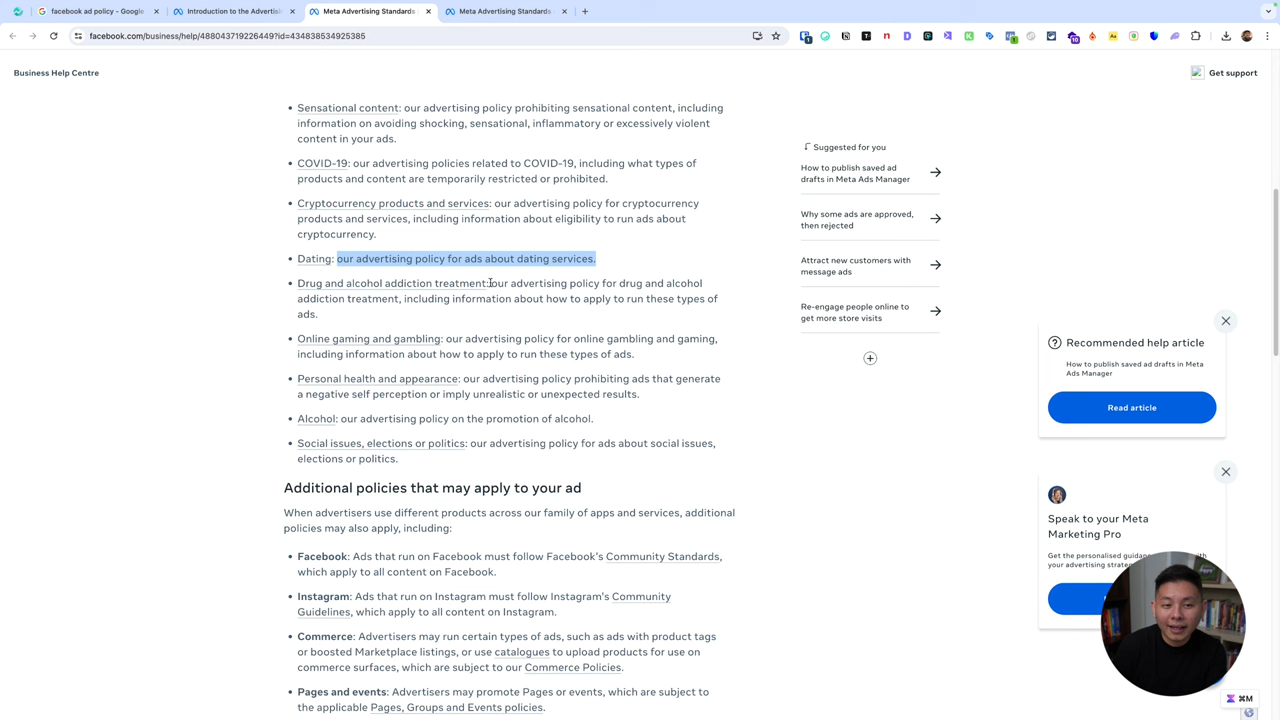 facebook ad policy - Google
Introduction to the Advertisi
Meta Advertising Standards
Meta Advertising Standards
facebook.com/business/help/488043719226449?id=434838534925385
Business Help Centre
Get support
• Sensational content: our advertising policy prohibiting sensational content, including
information on avoiding shocking, sensational, inflammatory or excessively violent
content in your ads.
• COVID-19: our advertising policies related to COVID-19, including what types of
products and content are temporarily restricted or prohibited.
• Cryptocurrency products and services: our advertising policy for cryptocurrency
products and services, including information about eligibility to run ads about
cryptocurrency.
• Dating: our advertising policy for ads about dating services.
• Drug and alcohol addiction treatment: our advertising policy for drug and alcohol
addiction treatment, including information about how to apply to run these types of
ads.
• Online gaming and gambling: our advertising policy for online gambling and gaming,
including information about how to apply to run these types of ads.
• Personal health and appearance: our advertising policy prohibiting ads that generate
a negative self perception or imply unrealistic or unexpected results.
• Alcohol: our advertising policy on the promotion of alcohol.
• Social issues, elections or politics: our advertising policy for ads about social issues,
elections or politics.
Additional policies that may apply to your ad
When advertisers use different products across our family of apps and services, additional
policies may also apply, including:
• Facebook: Ads that run on Facebook must follow Facebook's Community Standards,
which apply to all content on Facebook.
• Instagram: Ads that run on Instagram must follow Instagram's Community
Guidelines, which apply to all content on Instagram.
• Commerce: Advertisers may run certain types of ads, such as ads with product tags
or boosted Marketplace listings, or use catalogues to upload products for use on
commerce surfaces, which are subject to our Commerce Policies.
• Pages and events: Advertisers may promote Pages or events, which are subject to
the applicable Pages, Groups and Events policies.
Suggested for you
How to publish saved ad
drafts in Meta Ads Manager
Why some ads are approved,
then rejected
Attract new customers with
message ads
Re-engage people online to
get more store visits
Recommended help article
How to publish saved ad drafts in Meta
Ads Manager
Read article
Speak to your Meta
Marketing Pro
Get the personalised guidanc
your advertising strate
⌘M